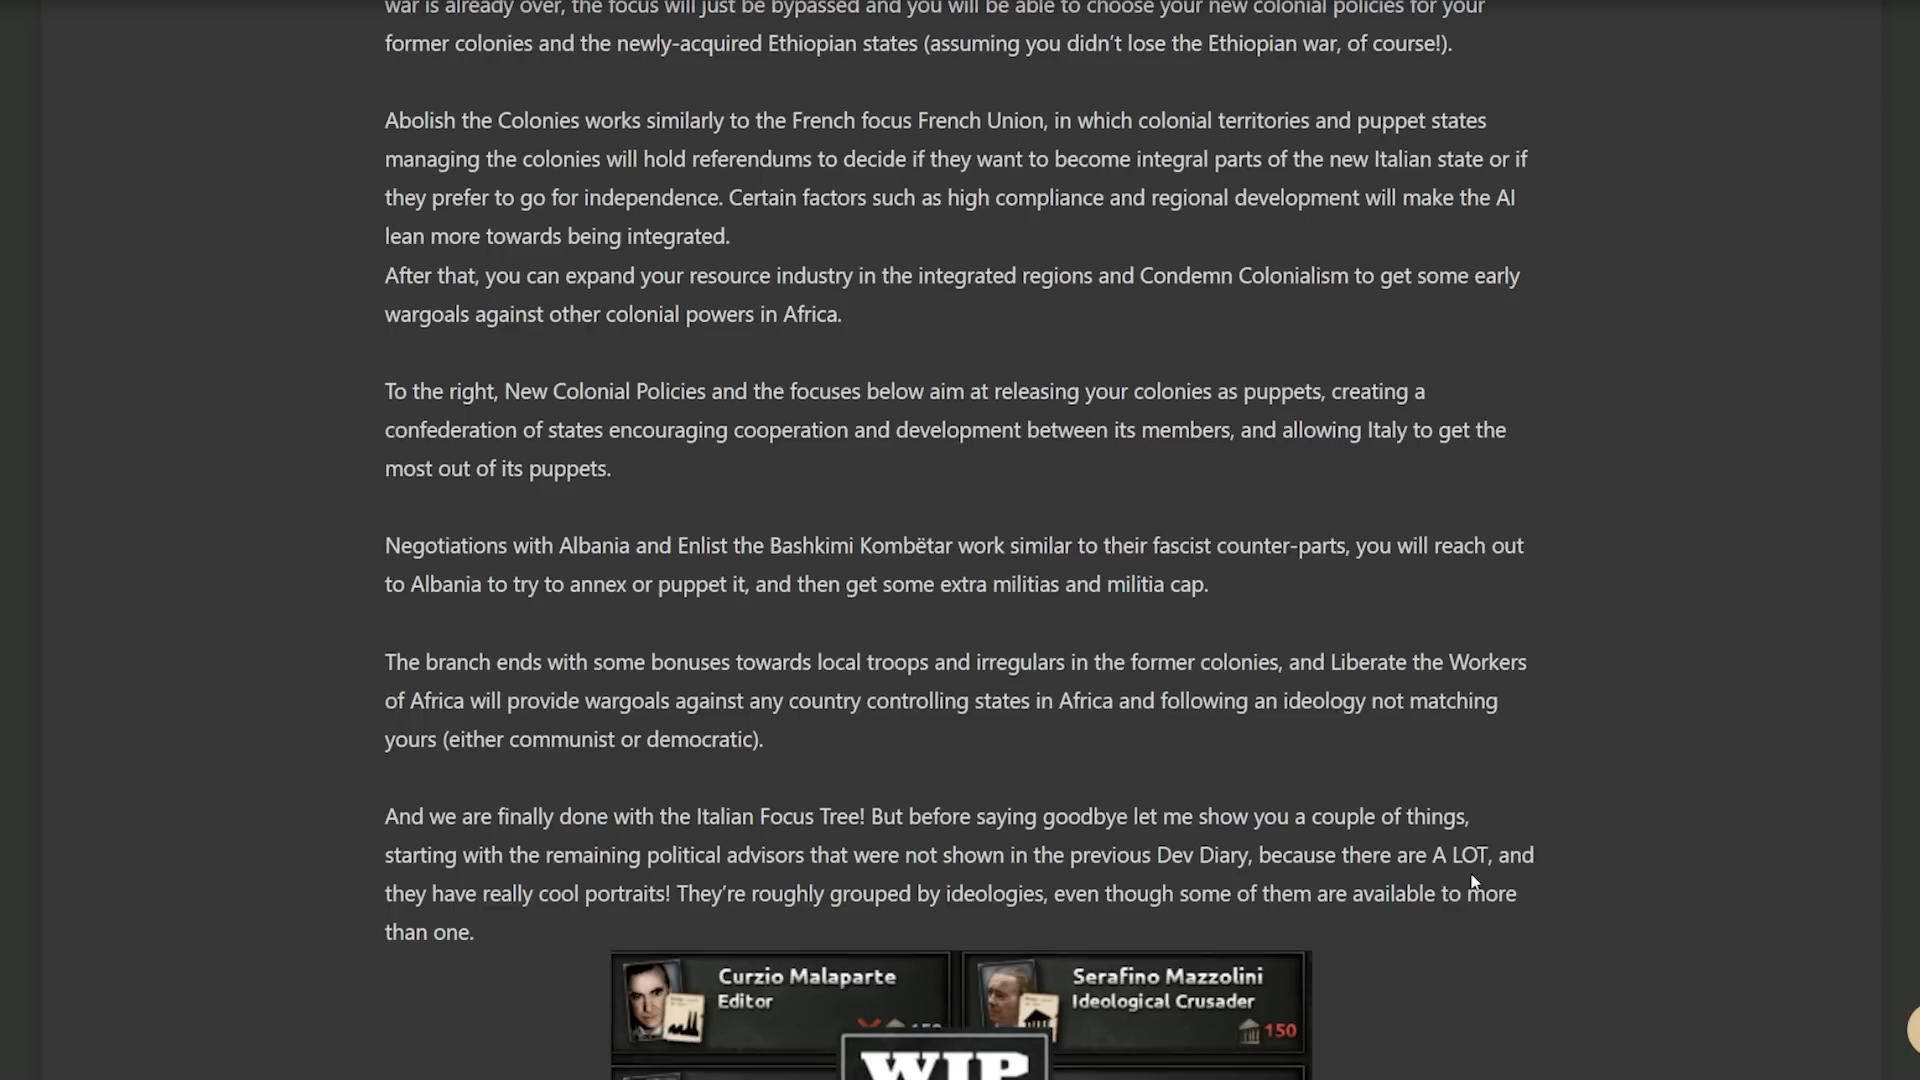 war is already over, the focus will just be bypassed and you will be able to choose your new colonial policies for your
former colonies and the newly-acquired Ethiopian states (assuming you didn’t lose the Ethiopian war, of course!).
Abolish the Colonies works similarly to the French focus French Union, in which colonial territories and puppet states
managing the colonies will hold referendums to decide if they want to become integral parts of the new Italian state or if
they prefer to go for independence. Certain factors such as high compliance and regional development will make the AI
lean more towards being integrated.
After that, you can expand your resource industry in the integrated regions and Condemn Colonialism to get some early
wargoals against other colonial powers in Africa.
To the right, New Colonial Policies and the focuses below aim at releasing your colonies as puppets, creating a
confederation of states encouraging cooperation and development between its members, and allowing Italy to get the
most out of its puppets.
Negotiations with Albania and Enlist the Bashkimi Kombëtar work similar to their fascist counter-parts, you will reach out
to Albania to try to annex or puppet it, and then get some extra militias and militia cap.
The branch ends with some bonuses towards local troops and irregulars in the former colonies, and Liberate the Workers
of Africa will provide wargoals against any country controlling states in Africa and following an ideology not matching
yours (either communist or democratic).
And we are finally done with the Italian Focus Tree! But before saying goodbye let me show you a couple of things,
starting with the remaining political advisors that were not shown in the previous Dev Diary, because there are A LOT, and
they have really cool portraits! They’re roughly grouped by ideologies, even though some of them are available to more
than one.
Curzio Malaparte
Editor
Serafino Mazzolini
Ideological Crusader
150
WIP